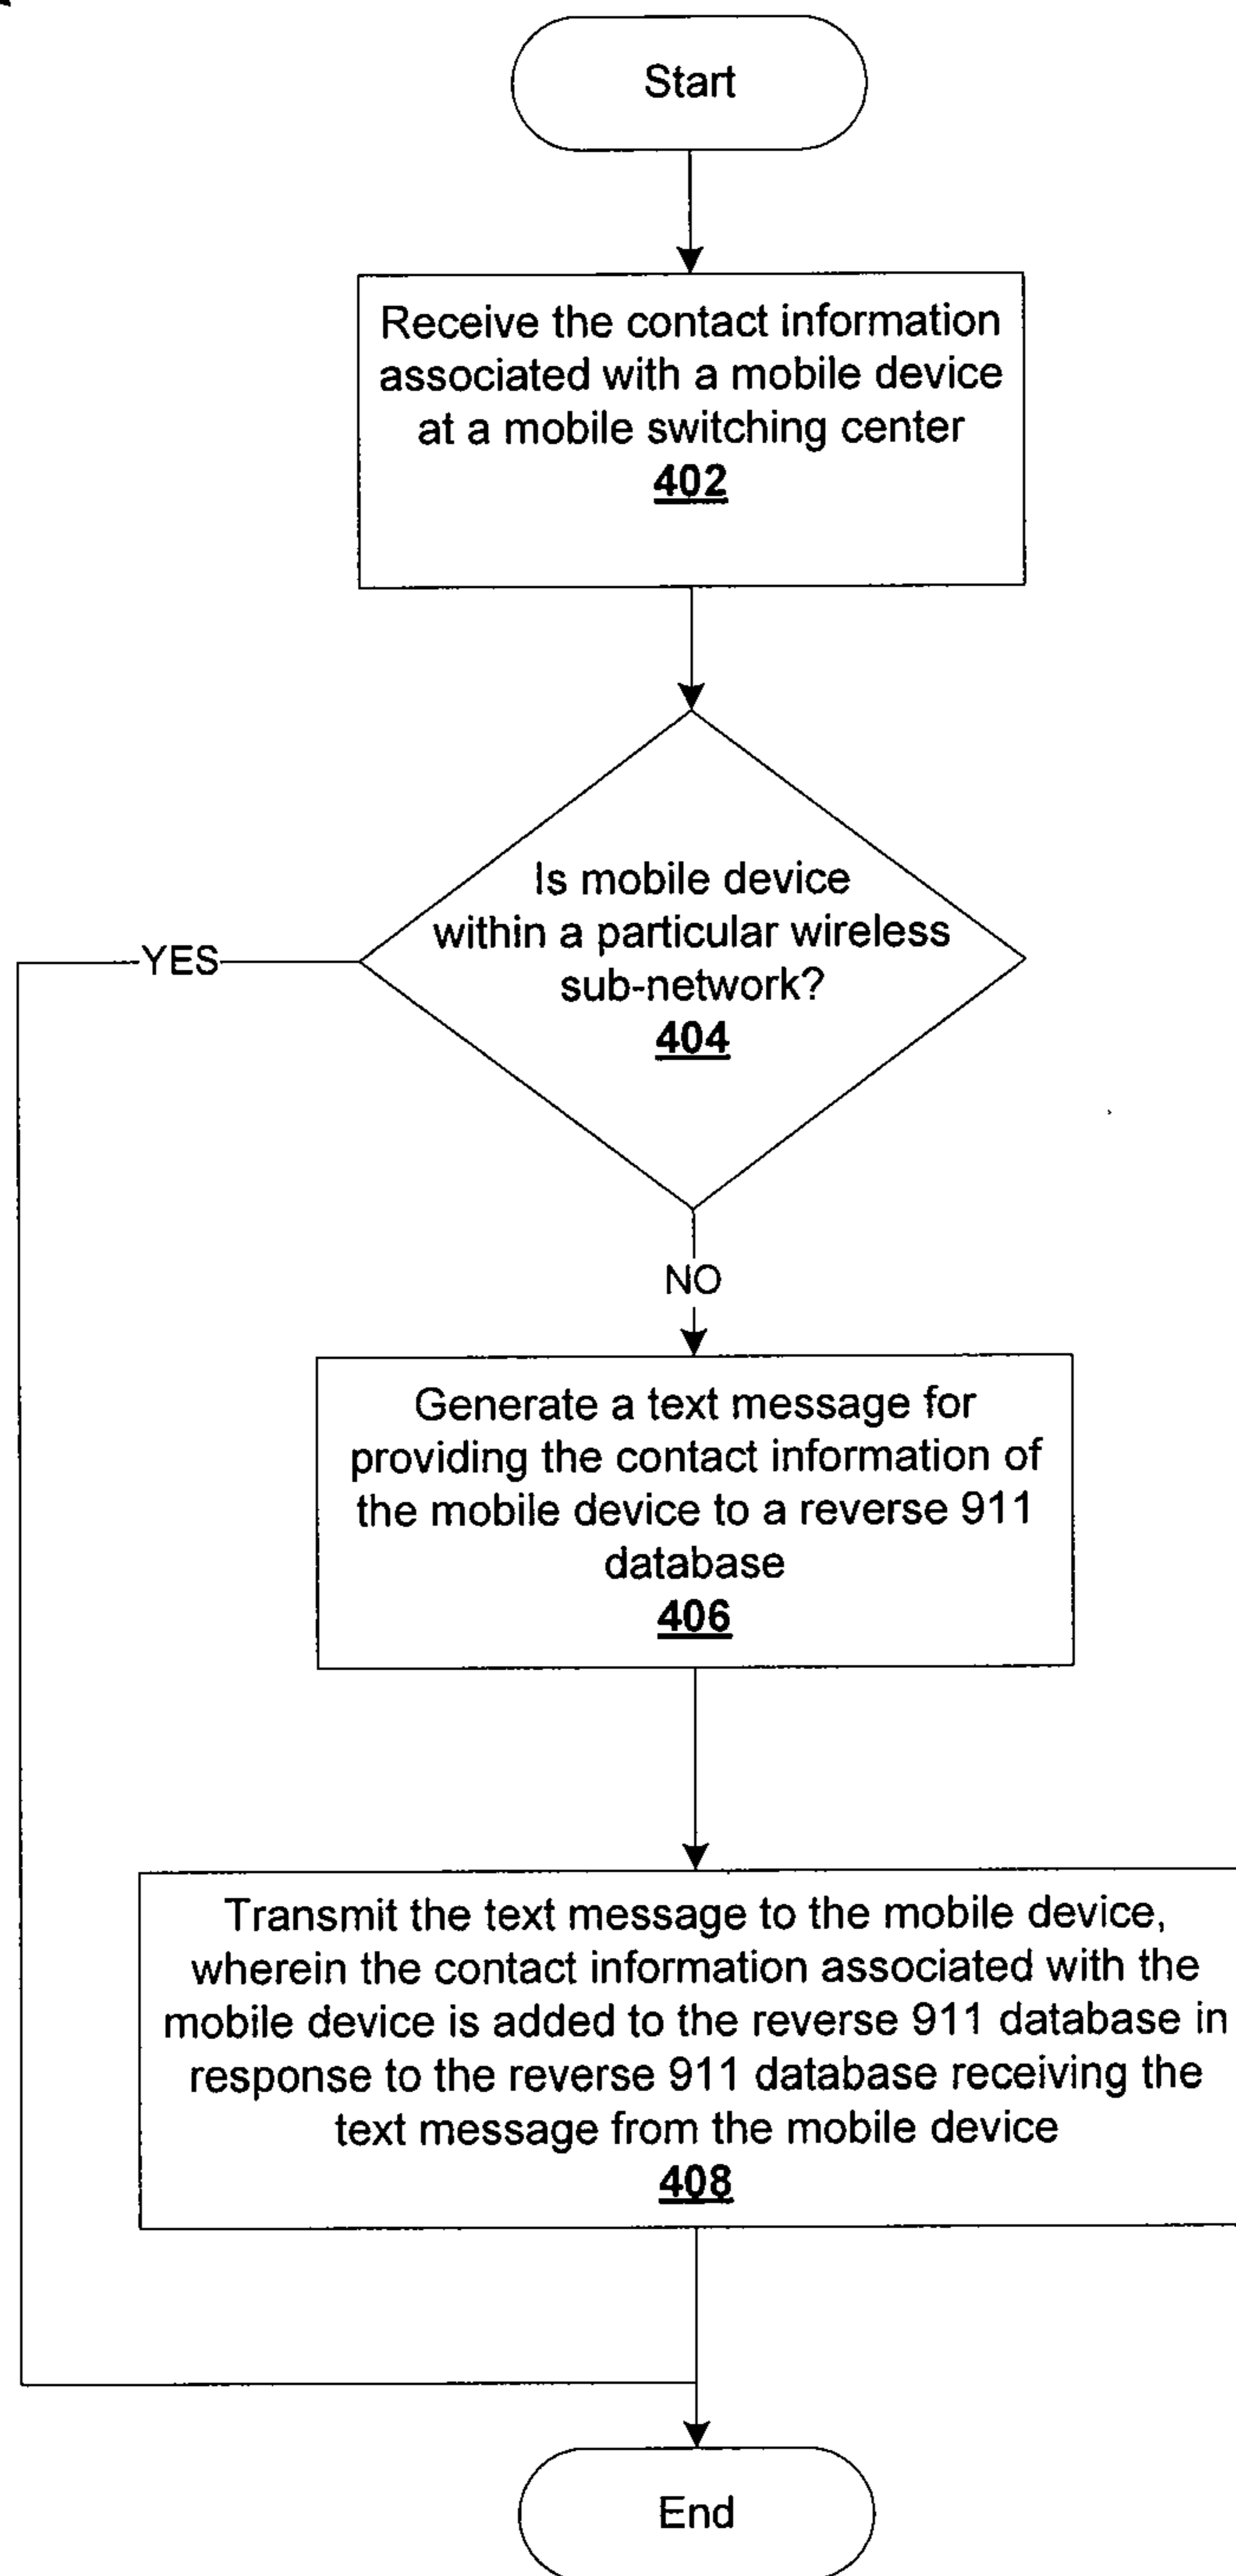 Start
Receive the contact information
associated with a mobile device
at a mobile switching center
402
Is mobile device
within a particular wireless
sub-network?
404
YES
NO
Generate a text message for
providing the contact information of
the mobile device to a reverse 911
database
406
Transmit the text message to the mobile device,
wherein the contact information associated with the
mobile device is added to the reverse 911 database in
response to the reverse 911 database receiving the
text message from the mobile device
408
End